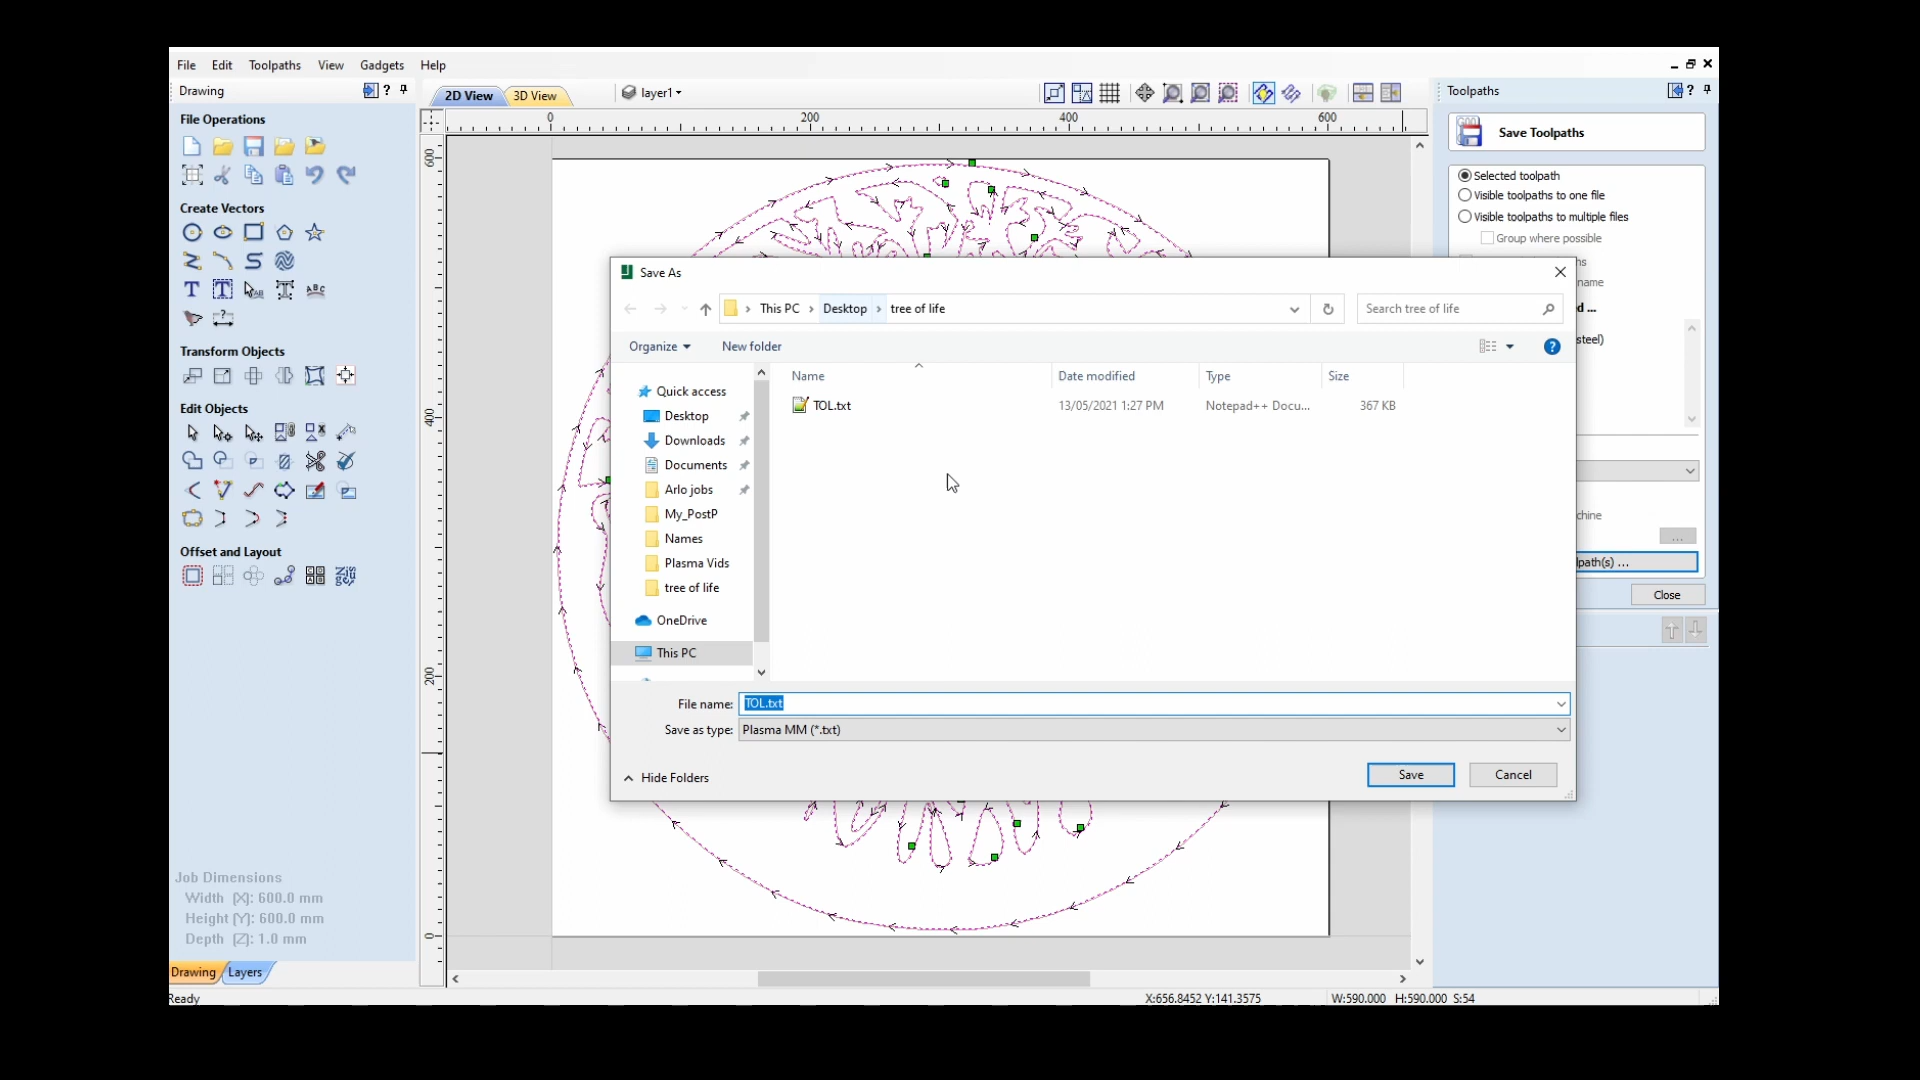 File Edit Toolpaths View Gadgets Help
Drawing
File Operations
Create Vectors
Transform Objects
Edit Objects
Offset and Layout
Job Dimensions
Width (X): 600.0 mm
Height (Y): 600.0 mm
Depth (Z): 1.0 mm
Drawing Layers
Ready
2D View 3D View
layer1
0 200 400 600
600
400
200
0
Save As
This PC > Desktop > tree of life
Search tree of life
Organize New folder
Quick access
Desktop
Downloads
Documents
Arlo jobs
My_PostP
Names
Plasma Vids
tree of life
OneDrive
This PC
Name Date modified Type Size
TOL.txt 13/05/2021 1:27 PM Notepad++ Docu... 367 KB
File name: TOL.txt
Save as type: Plasma MM (*.txt)
Hide Folders
Save Cancel
Toolpaths
Save Toolpaths
Selected toolpath
Visible toolpaths to one file
Visible toolpaths to multiple files
Group where possible
ns
name
d ...
steel)
chine
...
lpath(s) ...
Close
X:656.8452 Y:141.3575
W:590.000 H:590.000 S:54